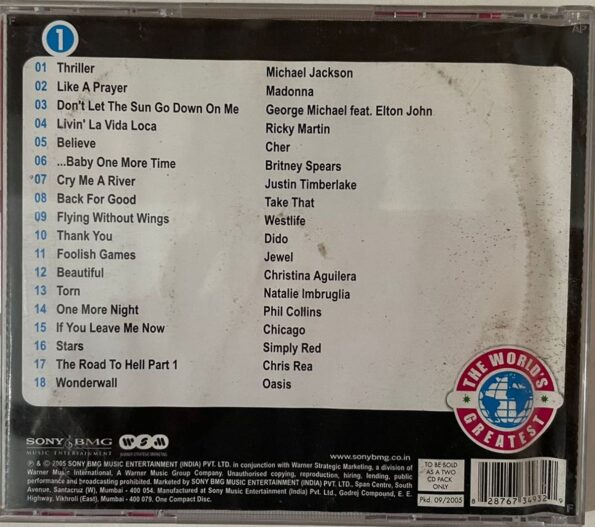 1
01 Thriller Michael Jackson
02 Like A Prayer Madonna
03 Don't Let The Sun Go Down On Me George Michael feat. Elton John
04 Livin' La Vida Loca Ricky Martin
05 Believe Cher
06 ...Baby One More Time Britney Spears
07 Cry Me A River Justin Timberlake
08 Back For Good Take That
09 Flying Without Wings Westlife
10 Thank You Dido
11 Foolish Games Jewel
12 Beautiful Christina Aguilera
13 Torn Natalie Imbruglia
14 One More Night Phil Collins
15 If You Leave Me Now Chicago
16 Stars Simply Red
17 The Road To Hell Part 1 Chris Rea
18 Wonderwall Oasis
THE WORLD'S GREATEST
SONY BMG
MUSIC ENTERTAINMENT
WSM
WARNER STRATEGIC MARKETING
www.sonybmg.co.in
℗ & © 2005 SONY BMG MUSIC ENTERTAINMENT (INDIA) PVT. LTD. in conjunction with Warner Strategic Marketing, a division of
Warner Music International, A Warner Music Group Company. Unauthorised copying, reproduction, hiring, lending, public
performance and broadcasting prohibited. Marketed by SONY BMG MUSIC ENTERTAINMENT (INDIA) PVT. LTD., Span Centre, South
Avenue, Santacruz (W), Mumbai - 400 054. Manufactured at Sony Music Entertainment (India) Pvt. Ltd., Godrej Compound, E. E.
Highway, Vikhroli (East), Mumbai - 400 079. One Compact Disc.
TO BE SOLD
AS A TWO
CD PACK
ONLY
Pkd. 09/2005
8 28767 34932 9